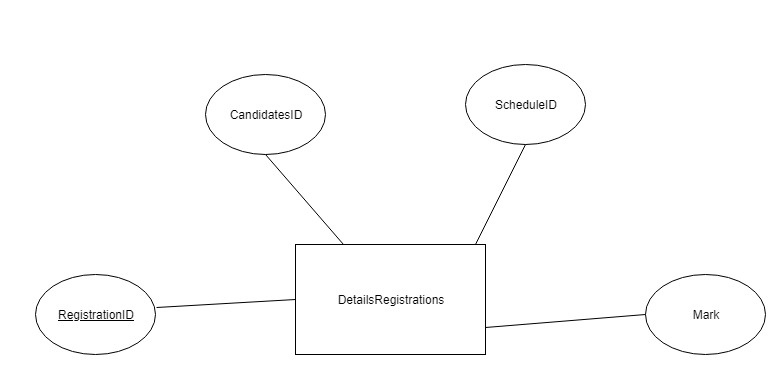 CandidatesID
ScheduleID
DetailsRegistrations
RegistrationID
Mark